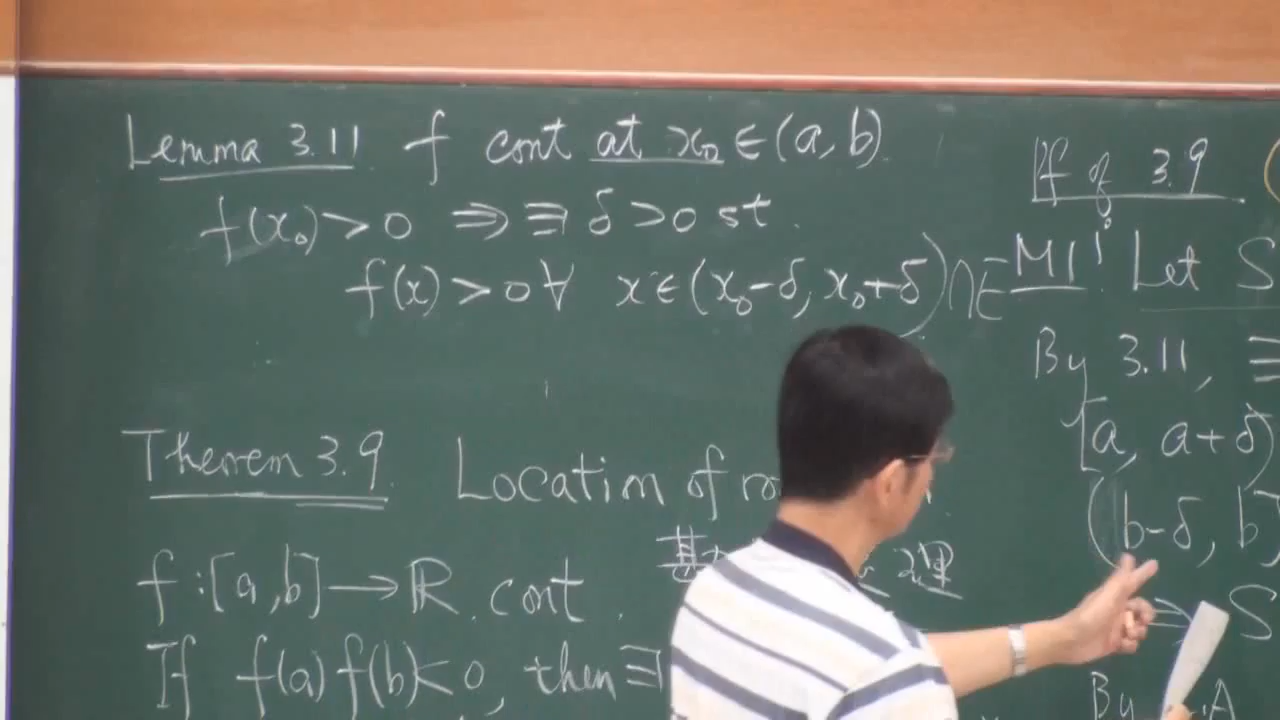 Lemma 3.11 f cont at x₀ ∈ (a, b)
f(x₀) > 0 ⇒ ∃ δ > 0 st.
f(x) > 0 ∀ x ∈ (x₀-δ, x₀+δ) ∩ E
Theorem 3.9 Location of
f : [a, b] → ℝ cont.
If f(a) f(b) < 0, then ∃
Pf of 3.9
MI: Let S
By 3.11, ∃
[a, a+δ)
(b-δ, b]
⇒ S
By A